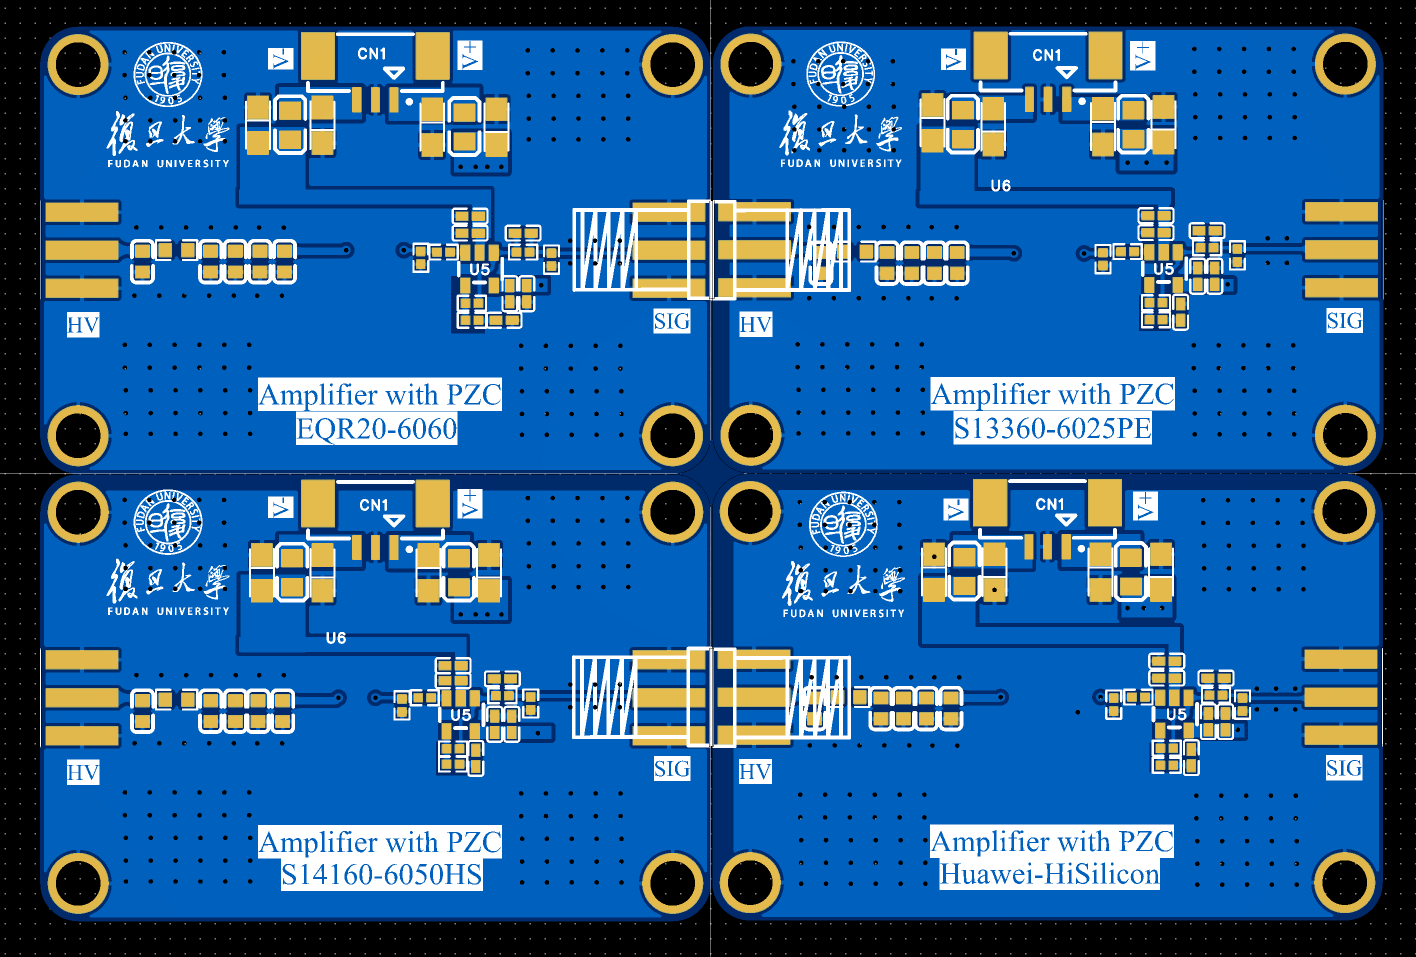 FUDAN UNIVERSITY
1905
復旦大學
FUDAN UNIVERSITY
V-
CN1
V+
U5
HV
SIG
Amplifier with PZC
EQR20-6060
FUDAN UNIVERSITY
1905
復旦大學
FUDAN UNIVERSITY
V-
CN1
V+
U6
U5
HV
SIG
Amplifier with PZC
S13360-6025PE
FUDAN UNIVERSITY
1905
復旦大學
FUDAN UNIVERSITY
V-
CN1
V+
U6
U5
HV
SIG
Amplifier with PZC
S14160-6050HS
FUDAN UNIVERSITY
1905
復旦大學
FUDAN UNIVERSITY
V-
CN1
V+
U5
HV
SIG
Amplifier with PZC
Huawei-HiSilicon